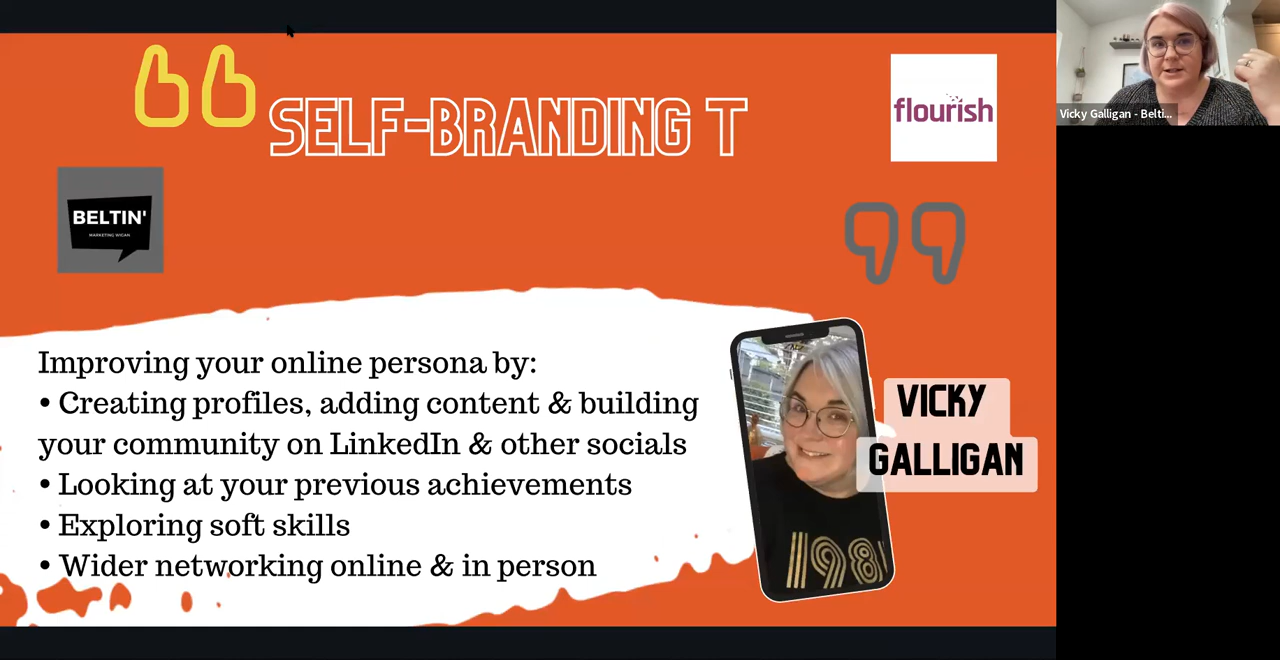 SELF-BRANDING T
flourish
BELTIN'
MARKETING WIGAN
Improving your online persona by:
• Creating profiles, adding content & building
your community on LinkedIn & other socials
• Looking at your previous achievements
• Exploring soft skills
• Wider networking online & in person
VICKY
GALLIGAN
198
Vicky Galligan - Belti...